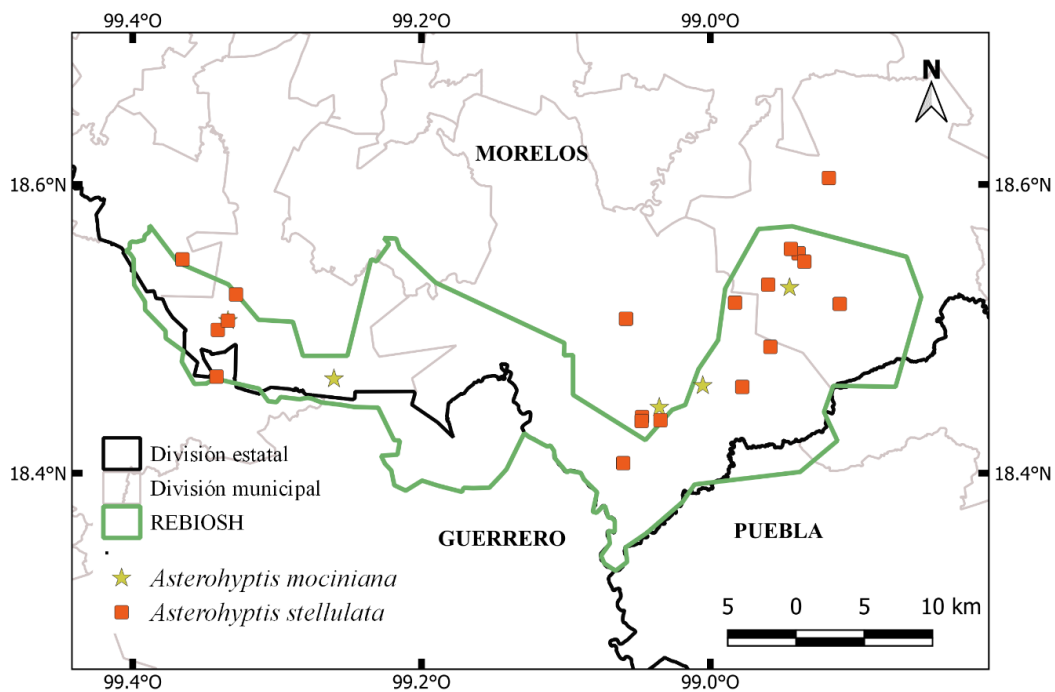 99.4°O 99.2°O 99.0°O
N
MORELOS
18.6°N 18.6°N
División estatal
División municipal
REBIOSH
18.4°N 18.4°N
GUERRERO
PUEBLA
Asterohyptis mociniana
Asterohyptis stellulata
5 0 5 10 km
99.4°O 99.2°O 99.0°O